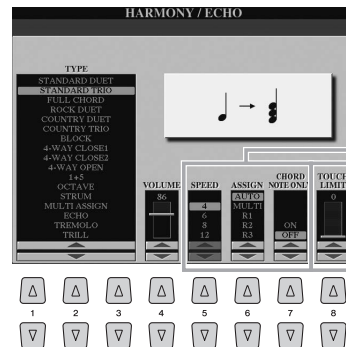 HARMONY / ECHO
TYPE
STANDARD DUET
STANDARD TRIO
FULL CHORD
ROCK DUET
COUNTRY DUET
COUNTRY TRIO
BLOCK
4-WAY CLOSE1
4-WAY CLOSE2
4-WAY OPEN
1+5
OCTAVE
STRUM
MULTI ASSIGN
ECHO
TREMOLO
TRILL
VOLUME
86
SPEED
4
6
8
12
ASSIGN
AUTO
MULTI
R1
R2
R3
CHORD
NOTE ONLY
ON
OFF
TOUCH
LIMIT
0
1 2 3 4 5 6 7 8